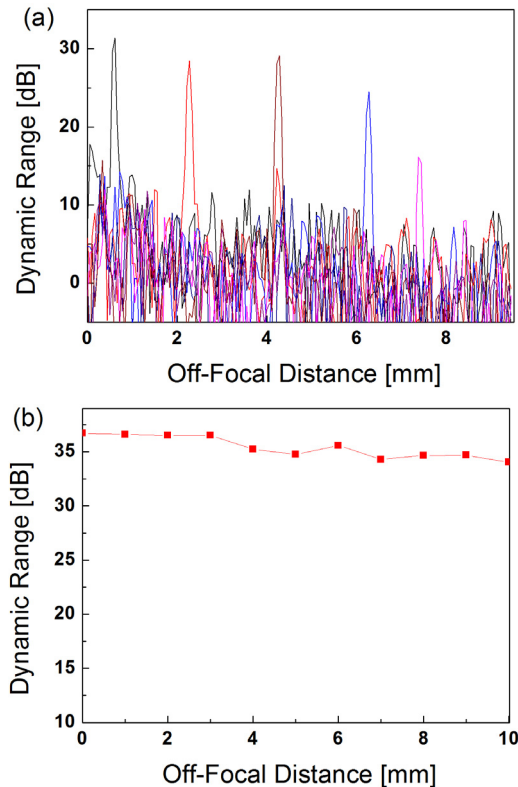 (a)
Dynamic Range [dB]
30
20
10
0
0 2 4 6 8
Off-Focal Distance [mm]
(b)
Dynamic Range [dB]
35
30
25
20
15
10
0 2 4 6 8 10
Off-Focal Distance [mm]